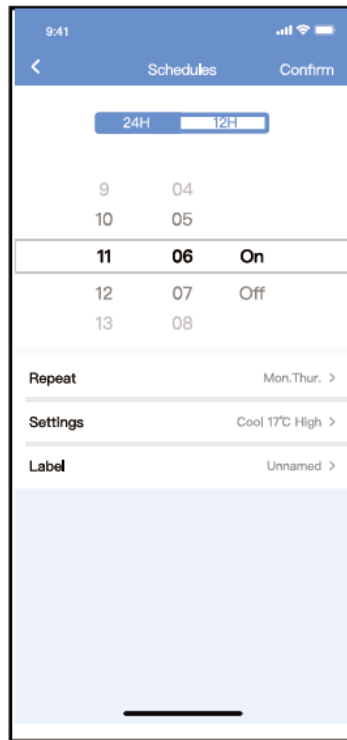 9:41
< Schedules Confirm
24H 12H
9 04
10 05
11 06 On
12 07 Off
13 08
Repeat Mon.Thur. >
Settings Cool 17℃ High >
Label Unnamed >